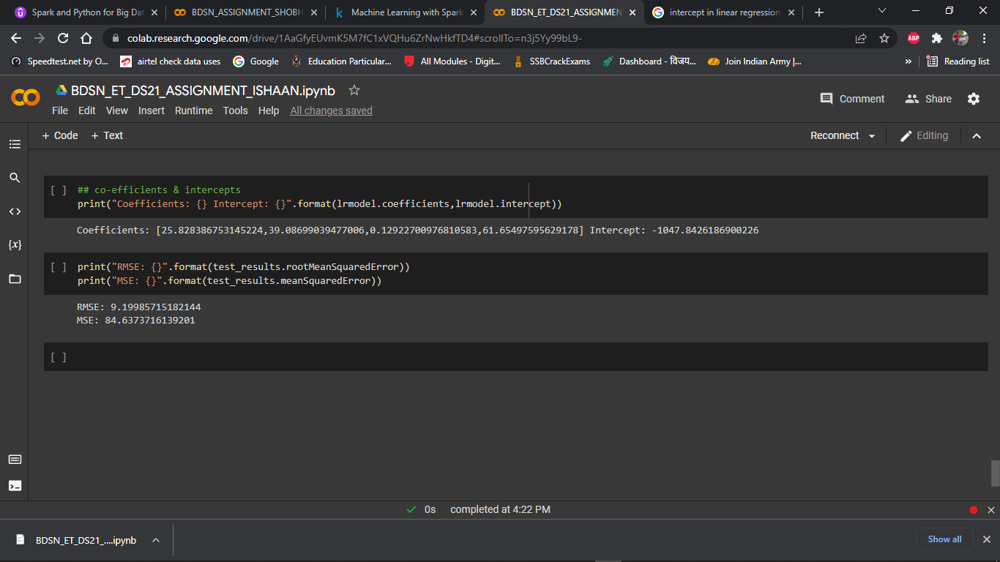 Spark and Python for Big Dat
BDSN_ASSIGNMENT_SHOBH
Machine Learning with Spark
BDSN_ET_DS21_ASSIGNMEN
intercept in linear regression
colab.research.google.com/drive/1AaGfyEUvmK5M7fC1xVQHu6ZrNwHkfTD4#scrollTo=n3j5Yy99bL9-
ABP
Speedtest.net by O...
airtel check data uses
Google
Education Particular...
All Modules - Digit...
SSBCrackExams
Dashboard - विजय...
Join Indian Army |...
»
Reading list
BDSN_ET_DS21_ASSIGNMENT_ISHAAN.ipynb
Comment
Share
File Edit View Insert Runtime Tools Help All changes saved
+ Code + Text
Reconnect
Editing
[ ] ## co-efficients & intercepts
print("Coefficients: {} Intercept: {}".format(lrmodel.coefficients,lrmodel.intercept))
Coefficients: [25.828386753145224,39.08699039477006,0.12922700976810583,61.65497595629178] Intercept: -1047.8426186900226
[ ] print("RMSE: {}".format(test_results.rootMeanSquaredError))
print("MSE: {}".format(test_results.meanSquaredError))
RMSE: 9.19985715182144
MSE: 84.6373716139201
[ ]
0s completed at 4:22 PM
BDSN_ET_DS21_....ipynb
Show all